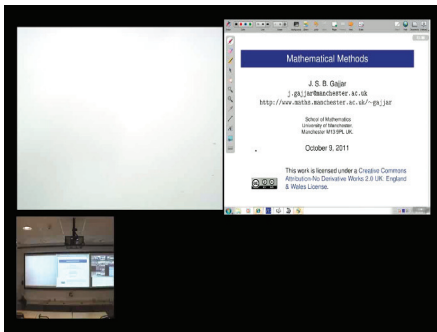 Mathematical Methods
J. S. B. Gajjar
j.gajjar@manchester.ac.uk
http://www.maths.manchester.ac.uk/~gajjar
School of Mathematics
University of Manchester,
Manchester M13 9PL UK.
October 9, 2011
This work is licensed under a Creative Commons
Attribution-No Derivative Works 2.0 UK: England
& Wales License.